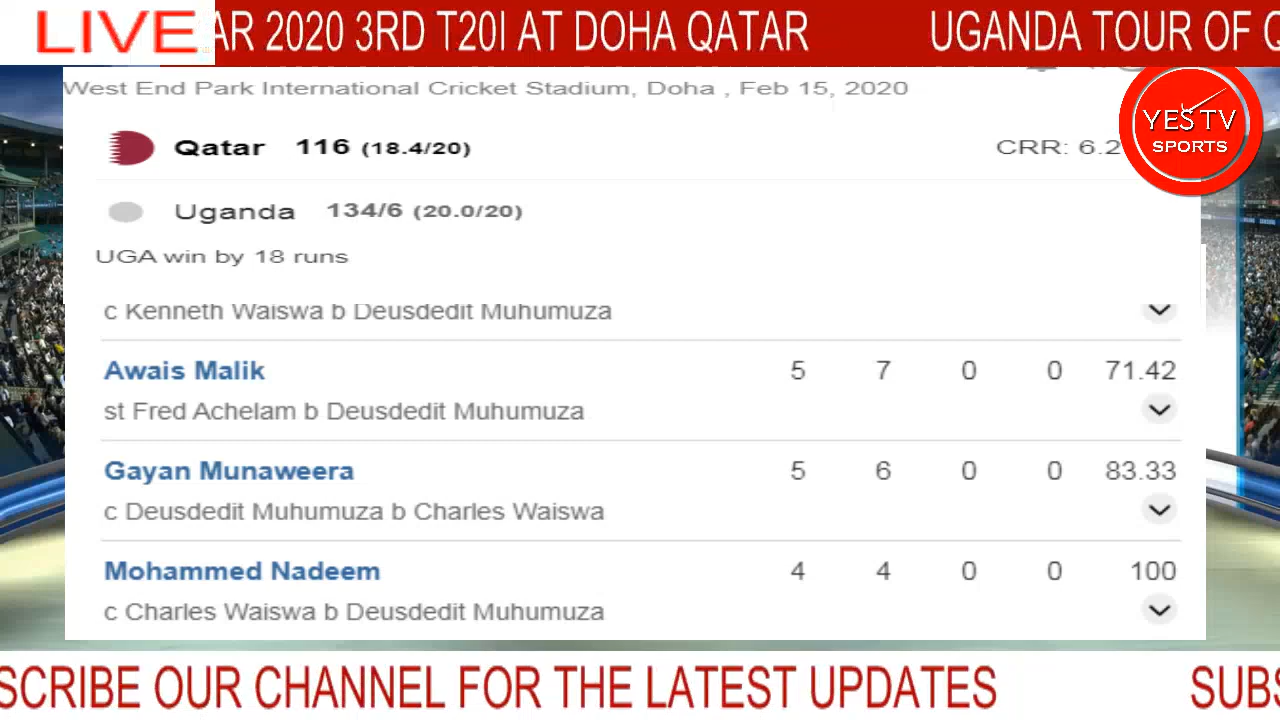 LIVE
AR 2020 3RD T20I AT DOHA QATAR UGANDA TOUR OF Q
West End Park International Cricket Stadium, Doha , Feb 15, 2020
YES TV
SPORTS
Qatar 116 (18.4/20) CRR: 6.2
Uganda 134/6 (20.0/20)
UGA win by 18 runs
c Kenneth Waiswa b Deusdedit Muhumuza
Awais Malik 5 7 0 0 71.42
st Fred Achelam b Deusdedit Muhumuza
Gayan Munaweera 5 6 0 0 83.33
c Deusdedit Muhumuza b Charles Waiswa
Mohammed Nadeem 4 4 0 0 100
c Charles Waiswa b Deusdedit Muhumuza
SCRIBE OUR CHANNEL FOR THE LATEST UPDATES SUBS